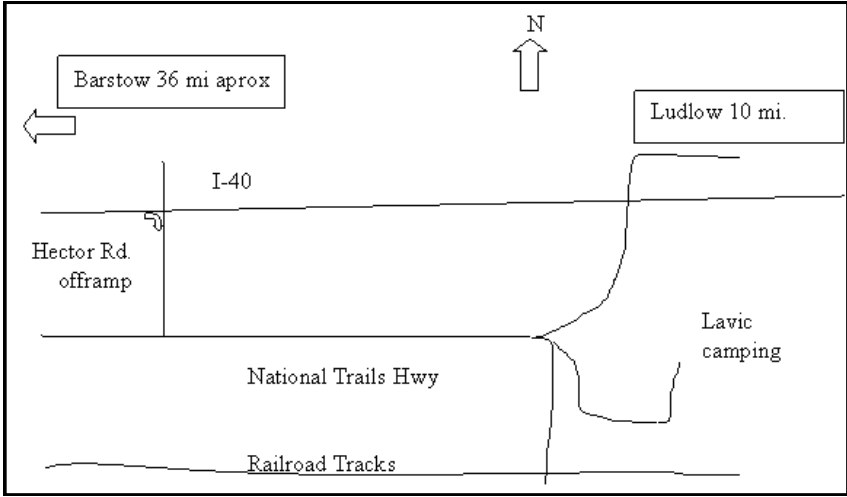 N
Barstow 36 mi aprox
Ludlow 10 mi.
I-40
Hector Rd.
offramp
Lavic
camping
National Trails Hwy
Railroad Tracks